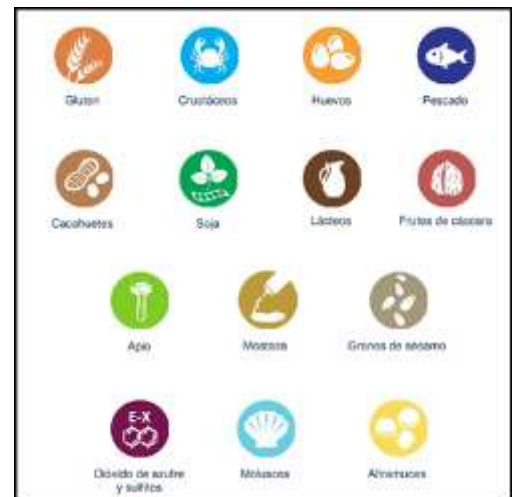 Gluten
Crustáceos
Huevos
Pescado
Cacahuetes
Soja
Lácteos
Frutos de cáscara
Apio
Mostaza
Granos de sésamo
E-X
Dióxido de azufre
y sulfitos
Moluscos
Altramuces